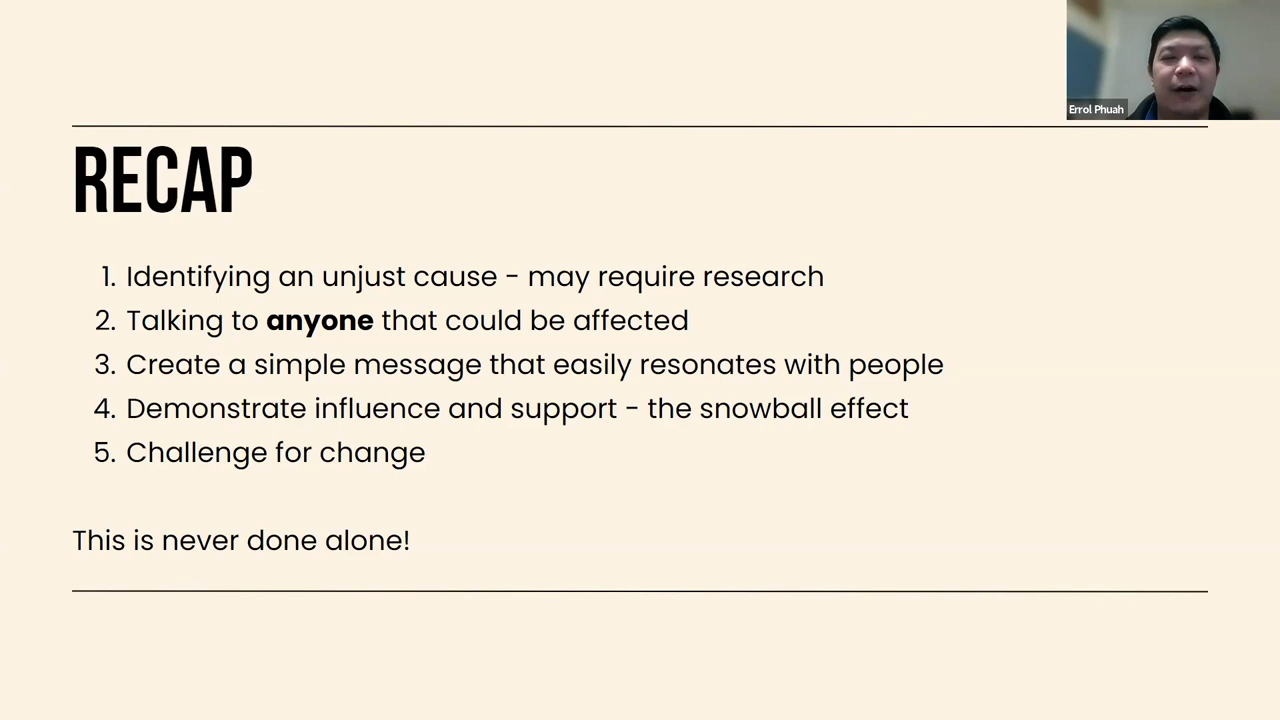 Errol Phuah
RECAP
1. Identifying an unjust cause - may require research
2. Talking to anyone that could be affected
3. Create a simple message that easily resonates with people
4. Demonstrate influence and support - the snowball effect
5. Challenge for change
This is never done alone!